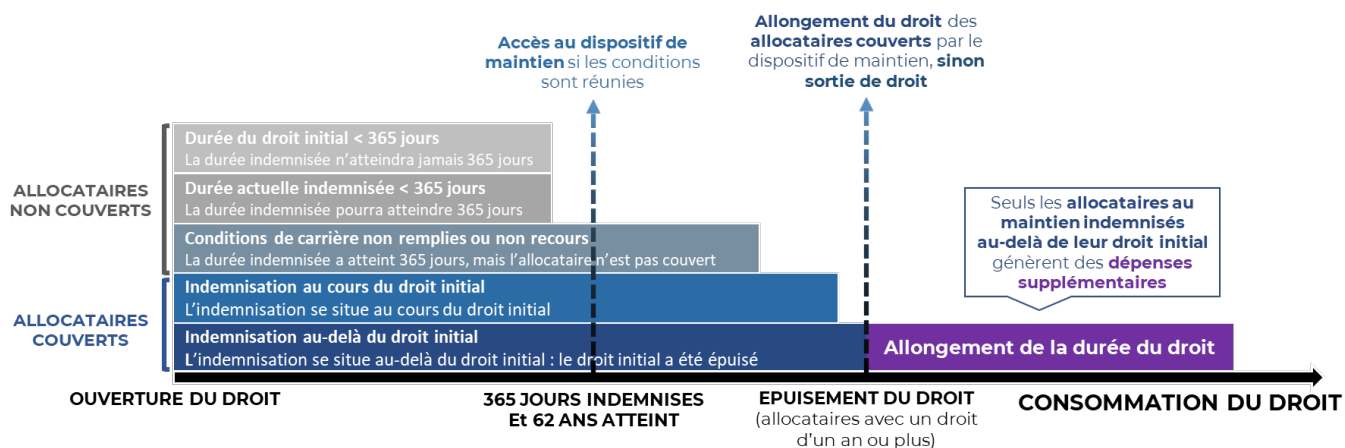 Accès au dispositif de
maintien si les conditions
sont réunies
Allongement du droit des
allocataires couverts par le
dispositif de maintien, sinon
sortie de droit
ALLOCATAIRES
NON COUVERTS
Durée du droit initial < 365 jours
La durée indemnisée n’atteindra jamais 365 jours
Durée actuelle indemnisée < 365 jours
La durée indemnisée pourra atteindre 365 jours
Conditions de carrière non remplies ou non recours
La durée indemnisée a atteint 365 jours, mais l’allocataire n’est pas couvert
ALLOCATAIRES
COUVERTS
Indemnisation au cours du droit initial
L’indemnisation se situe au cours du droit initial
Indemnisation au-delà du droit initial
L’indemnisation se situe au-delà du droit initial : le droit initial a été épuisé
Seuls les allocataires au
maintien indemnisés
au-delà de leur droit initial
génèrent des dépenses
supplémentaires
Allongement de la durée du droit
OUVERTURE DU DROIT
365 JOURS INDEMNISES
Et 62 ANS ATTEINT
EPUISEMENT DU DROIT
(allocataires avec un droit
d’un an ou plus)
CONSOMMATION DU DROIT